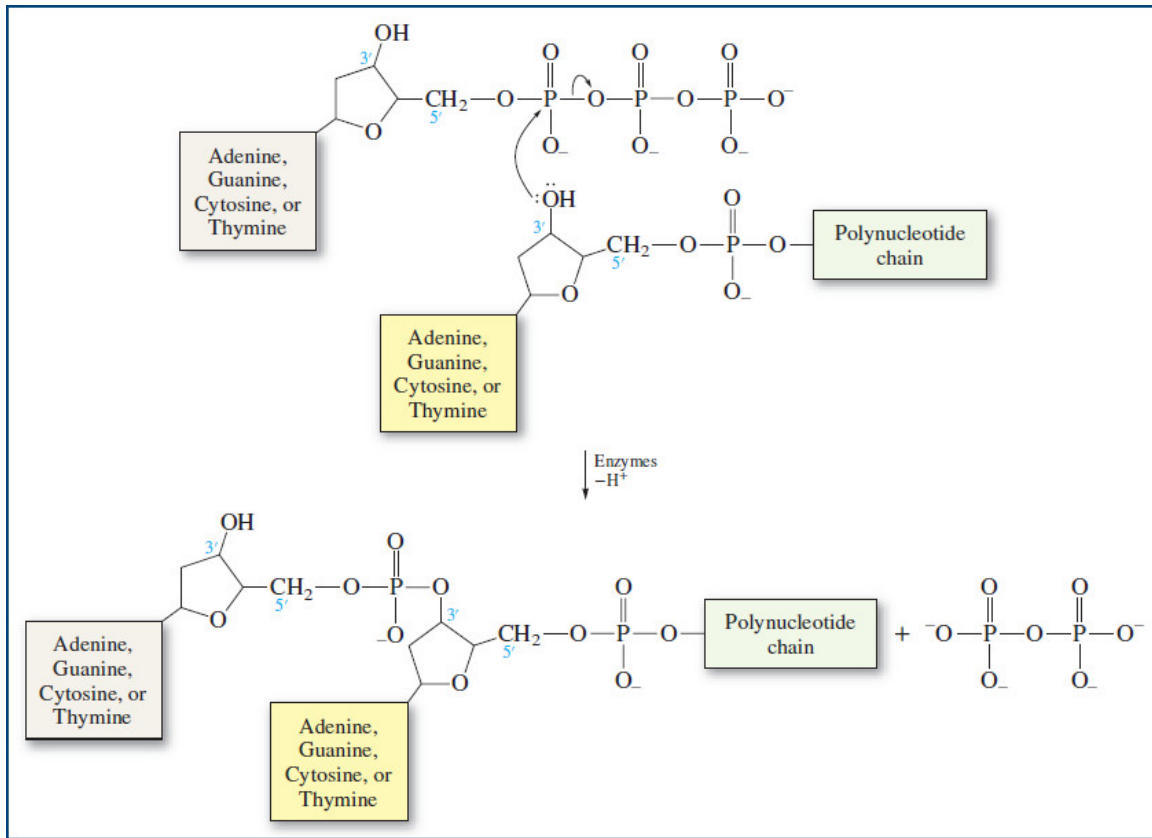 OH
3′
O O O
CH₂—O—P—O—P—O—P—O⁻
5′
O
O₋ O₋ O₋
Adenine,
Guanine,
Cytosine, or
Thymine
:ÖH
3′
O
CH₂—O—P—O—
5′
O
O₋
Polynucleotide
chain
Adenine,
Guanine,
Cytosine, or
Thymine
Enzymes
−H⁺
OH
3′
O
CH₂—O—P—O
5′
O
₋O
3′
O
CH₂—O—P—O—
5′
O
O₋
Polynucleotide
chain
+
O O
⁻O—P—O—P—O⁻
O₋ O₋
Adenine,
Guanine,
Cytosine, or
Thymine
Adenine,
Guanine,
Cytosine, or
Thymine